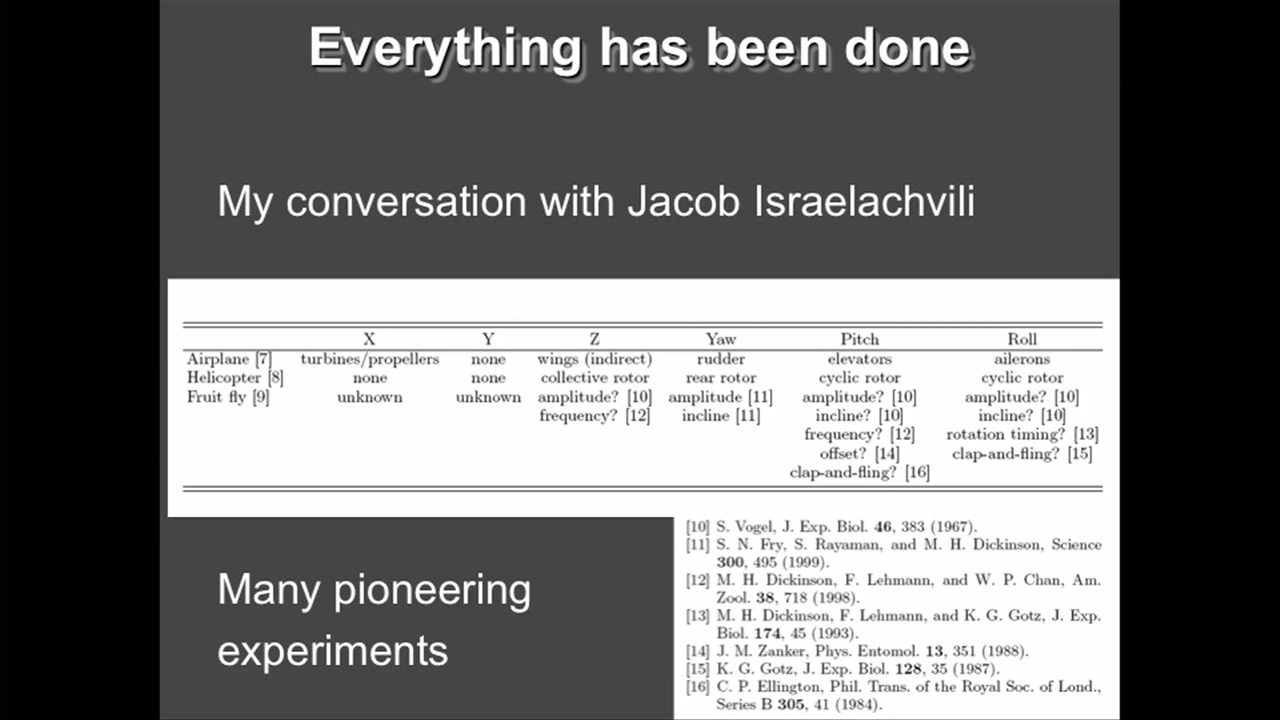 Everything has been done
My conversation with Jacob Israelachvili
X Y Z Yaw Pitch Roll
Airplane [7] turbines/propellers none wings (indirect) rudder elevators ailerons
Helicopter [8] none none collective rotor rear rotor cyclic rotor cyclic rotor
Fruit fly [9] unknown unknown amplitude? [10] amplitude [11] amplitude? [10] amplitude? [10]
frequency? [12] incline [11] incline? [10] incline? [10]
frequency? [12] rotation timing? [13]
offset? [14] clap-and-fling? [15]
clap-and-fling? [16]
Many pioneering
experiments
[10] S. Vogel, J. Exp. Biol. 46, 383 (1967).
[11] S. N. Fry, S. Rayaman, and M. H. Dickinson, Science
300, 495 (1999).
[12] M. H. Dickinson, F. Lehmann, and W. P. Chan, Am.
Zool. 38, 718 (1998).
[13] M. H. Dickinson, F. Lehmann, and K. G. Gotz, J. Exp.
Biol. 174, 45 (1993).
[14] J. M. Zanker, Phys. Entomol. 13, 351 (1988).
[15] K. G. Gotz, J. Exp. Biol. 128, 35 (1987).
[16] C. P. Ellington, Phil. Trans. of the Royal Soc. of Lond.,
Series B 305, 41 (1984).